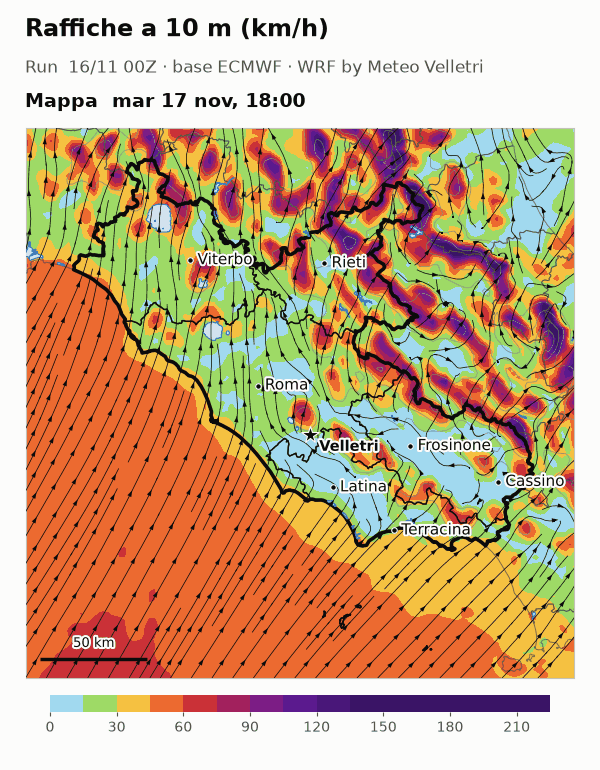 Raffiche a 10 m (km/h)
Run  16/11 00Z · base ECMWF · WRF by Meteo Velletri
Mappa  mar 17 nov, 18:00
Viterbo
Rieti
Roma
Velletri
Frosinone
Cassino
Latina
Terracina
50 km
0 30 60 90 120 150 180 210